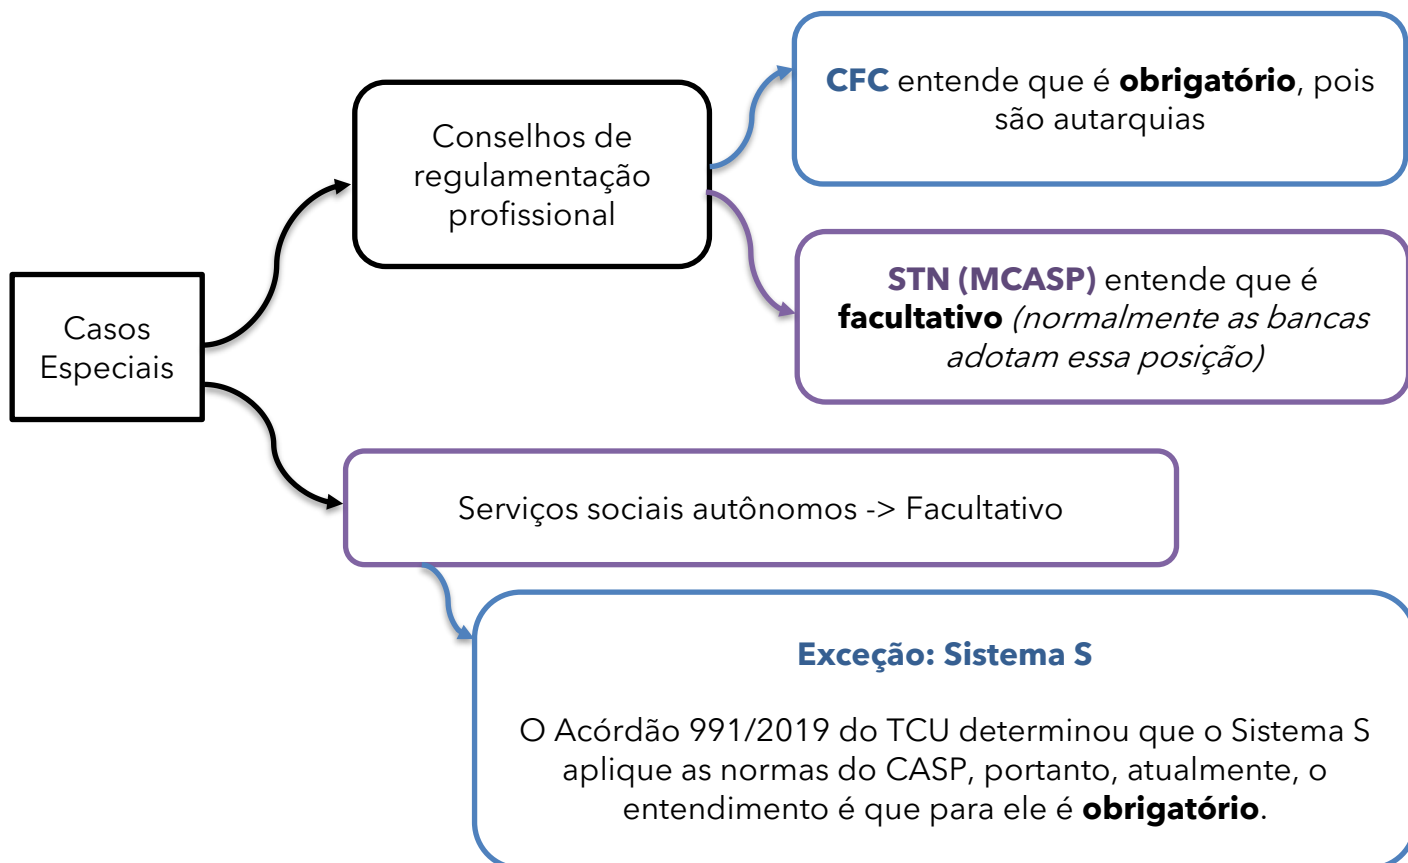 CFC entende que é obrigatório, pois
são autarquias
Conselhos de
regulamentação
profissional
STN (MCASP) entende que é
facultativo (normalmente as bancas
adotam essa posição)
Casos
Especiais
Serviços sociais autônomos -> Facultativo
Exceção: Sistema S
O Acórdão 991/2019 do TCU determinou que o Sistema S
aplique as normas do CASP, portanto, atualmente, o
entendimento é que para ele é obrigatório.